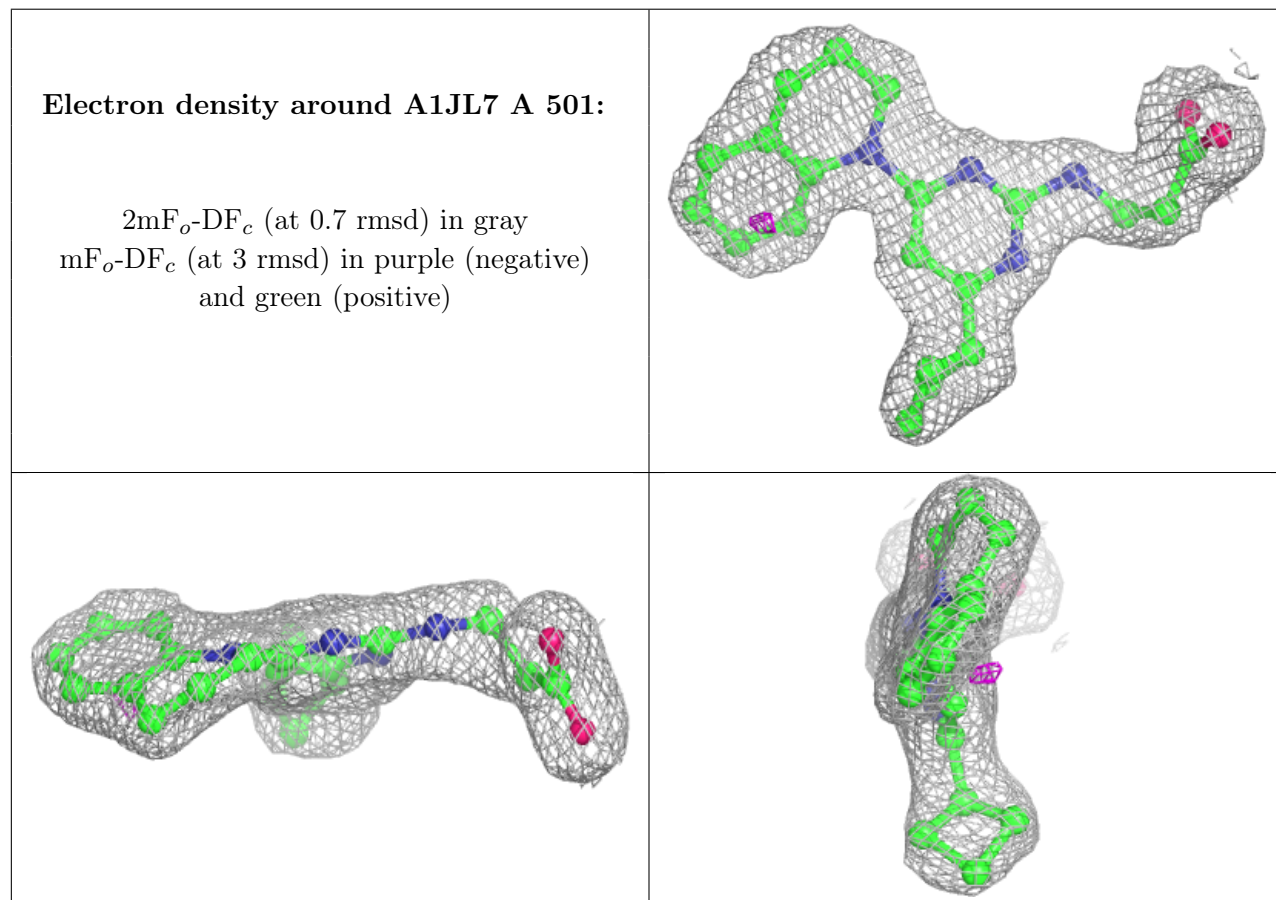 Electron density around A1JL7 A 501:
2mFo-DFc (at 0.7 rmsd) in gray
mFo-DFc (at 3 rmsd) in purple (negative)
and green (positive)